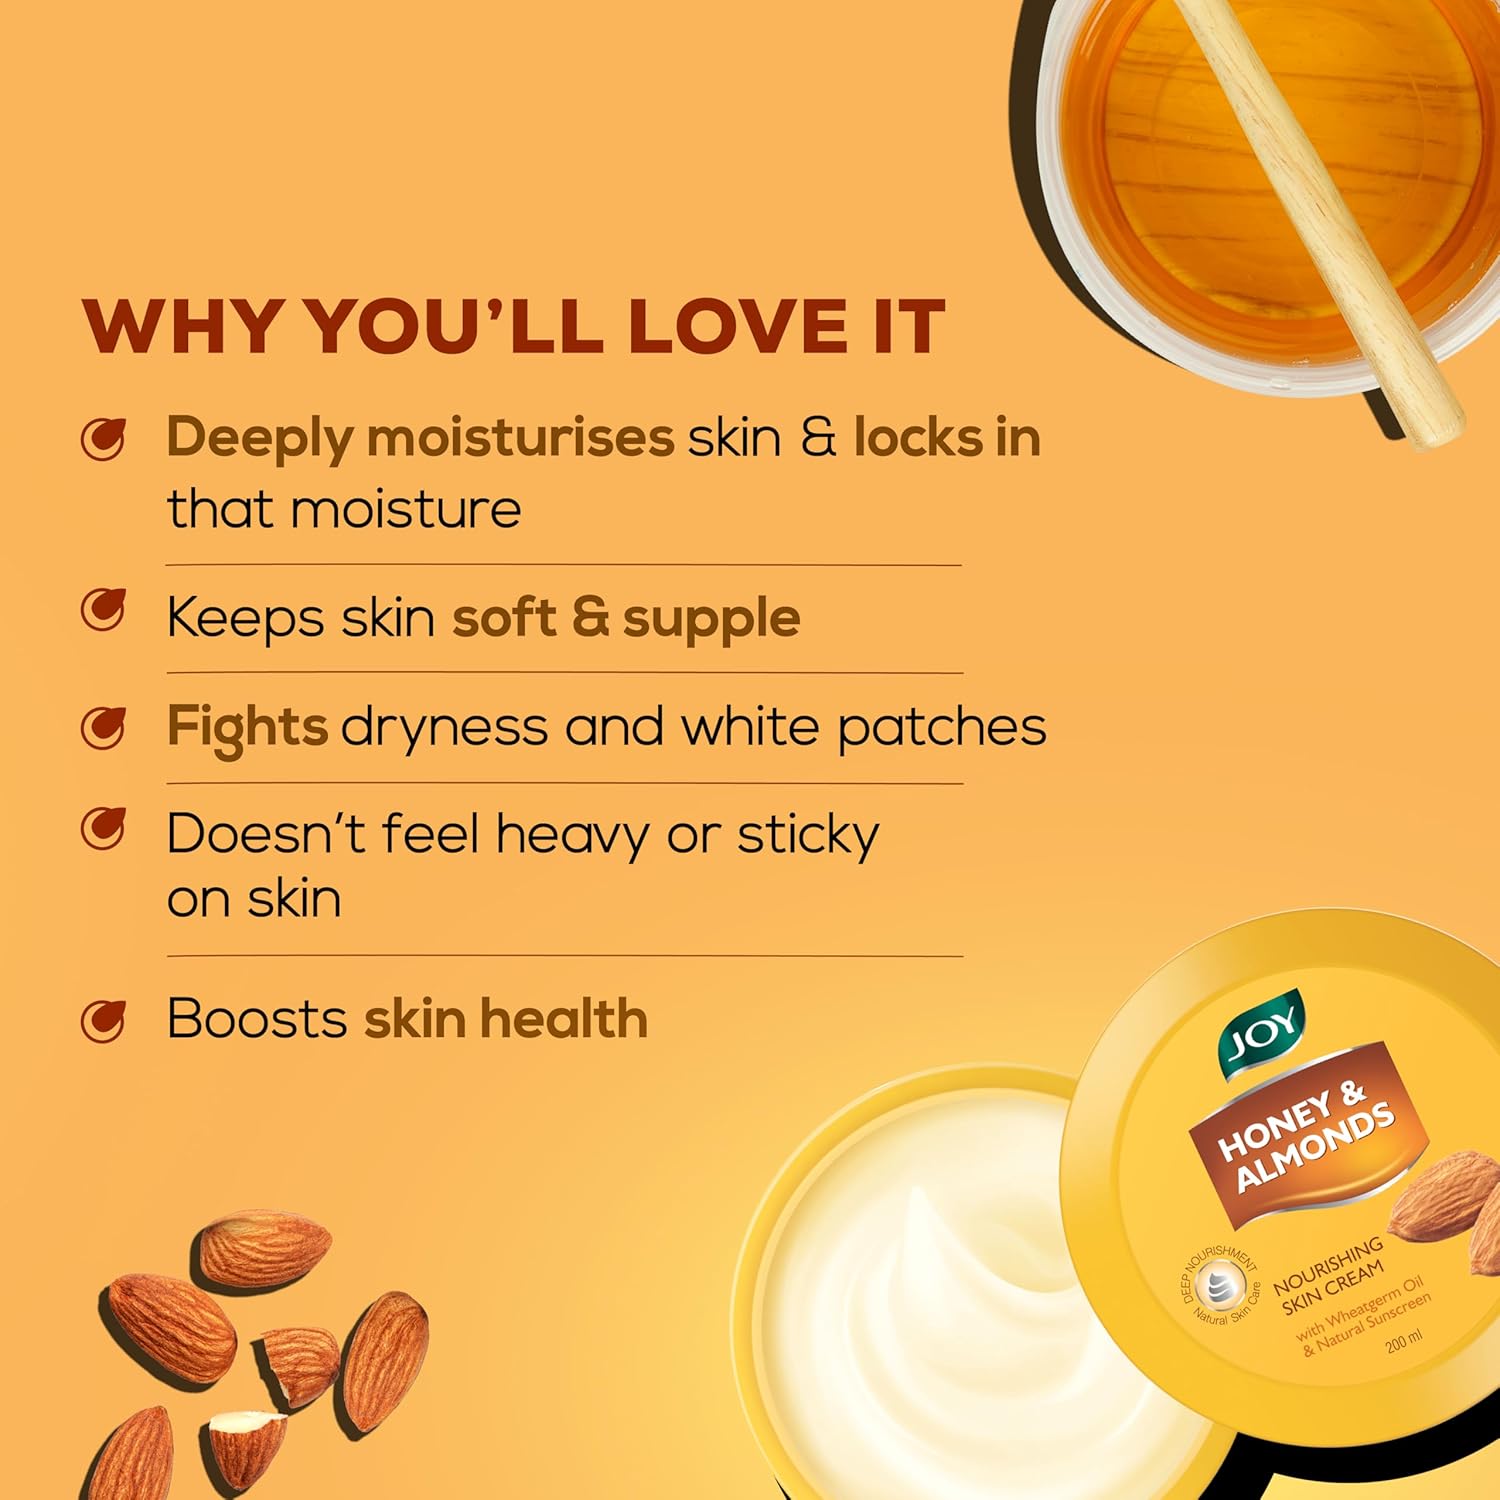 WHY YOU'LL LOVE IT
Deeply moisturises skin & locks in
that moisture
Keeps skin soft & supple
Fights dryness and white patches
Doesn't feel heavy or sticky
on skin
Boosts skin health
JOY
HONEY &
ALMONDS
DEEP NOURISHMENT
Natural Skin Care
NOURISHING
SKIN CREAM
with Wheatgerm Oil
& Natural Sunscreen
200 ml